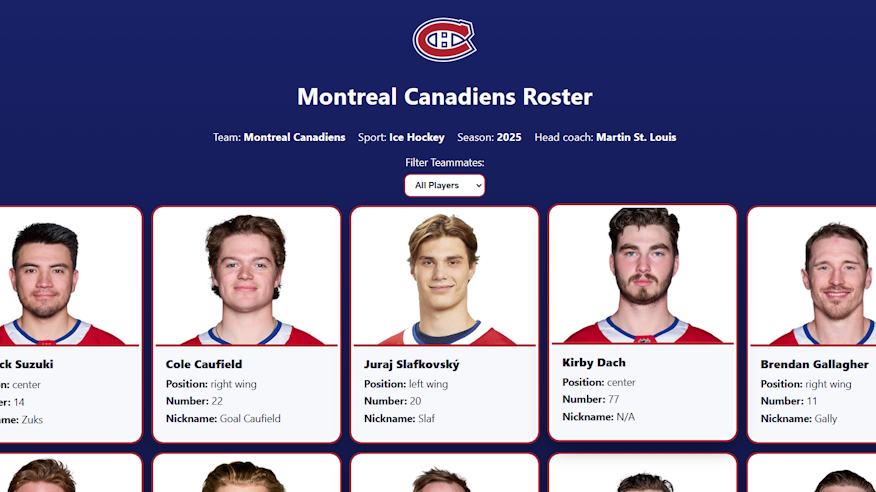 Montreal Canadiens Roster
Team: Montreal Canadiens Sport: Ice Hockey Season: 2025 Head coach: Martin St. Louis
Filter Teammates:
All Players
ck Suzuki
n: center
er: 14
me: Zuks
Cole Caufield
Position: right wing
Number: 22
Nickname: Goal Caufield
Juraj Slafkovský
Position: left wing
Number: 20
Nickname: Slaf
Kirby Dach
Position: center
Number: 77
Nickname: N/A
Brendan Gallagher
Position: right wing
Number: 11
Nickname: Gally